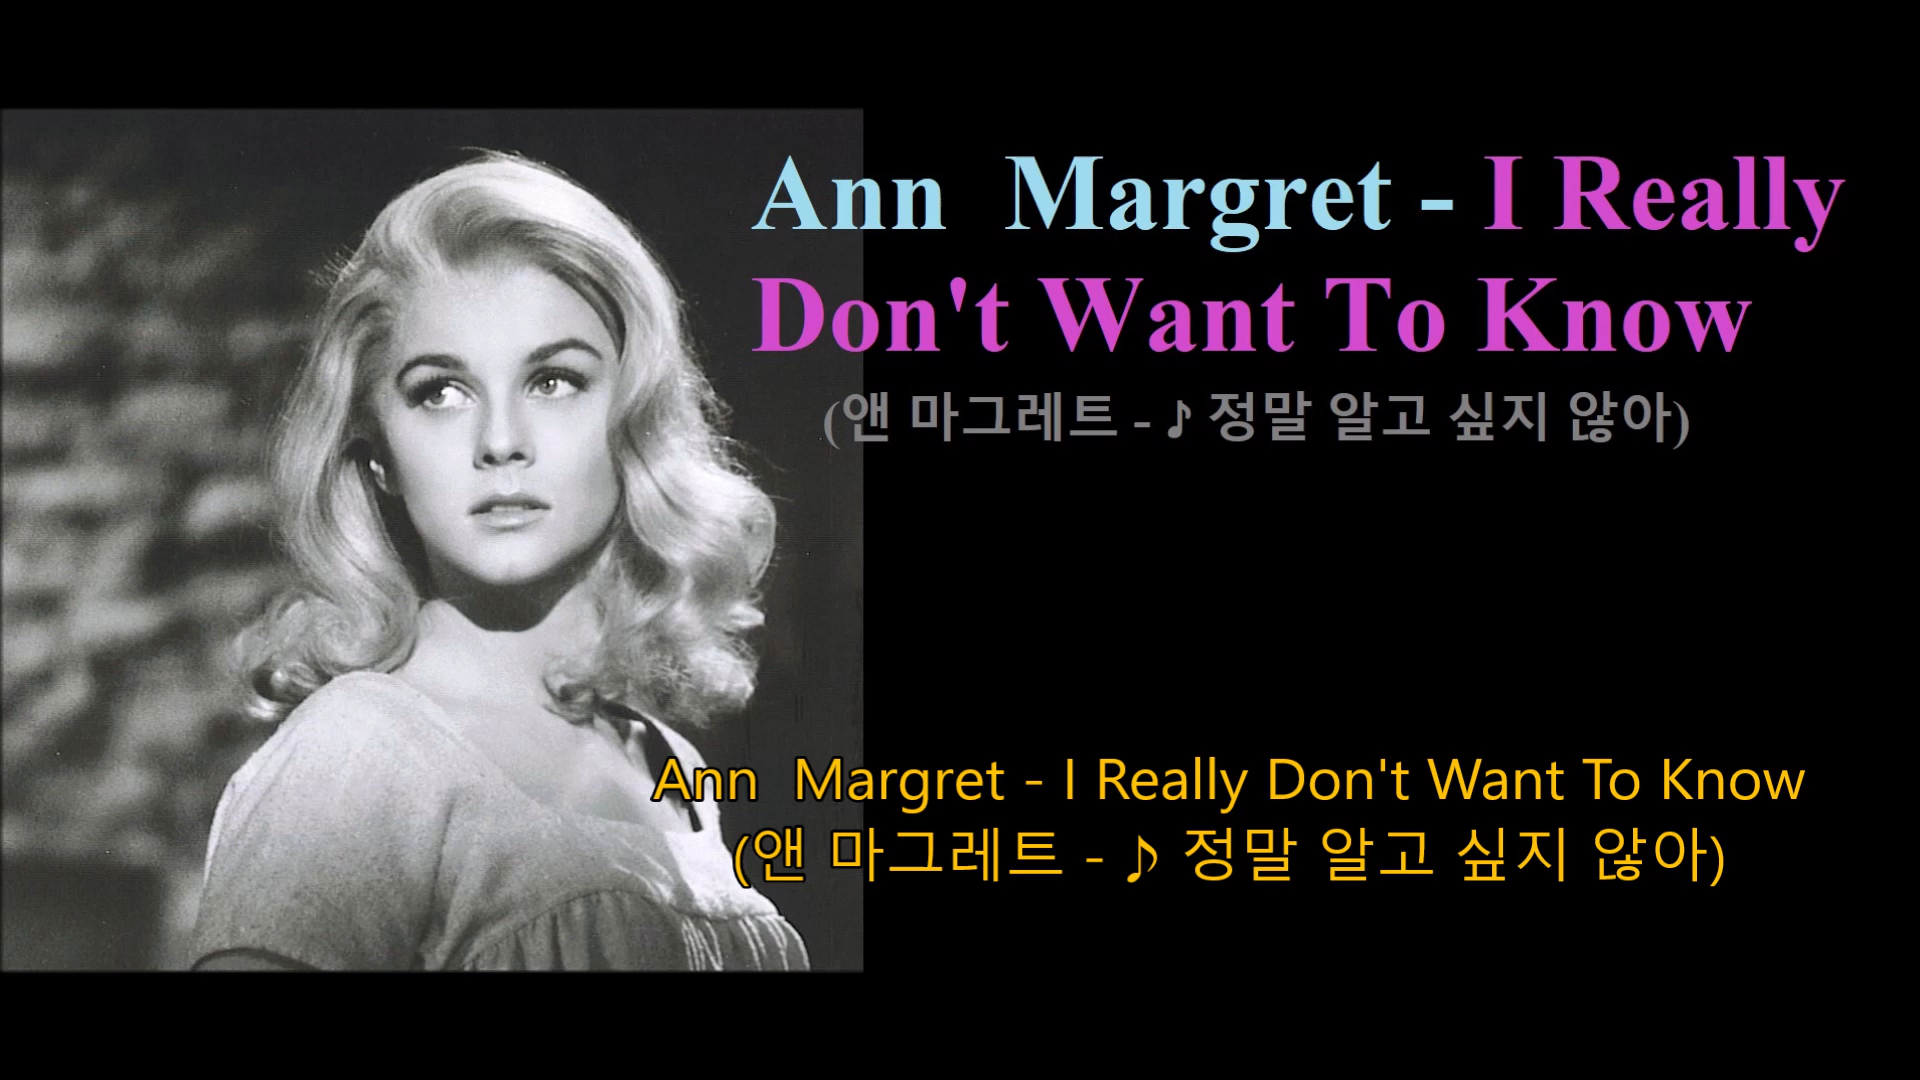 Ann  Margret - I Really
Don't Want To Know
(앤 마그레트 - ♪ 정말 알고 싶지 않아)
Ann  Margret - I Really Don't Want To Know
(앤 마그레트 - ♪ 정말 알고 싶지 않아)